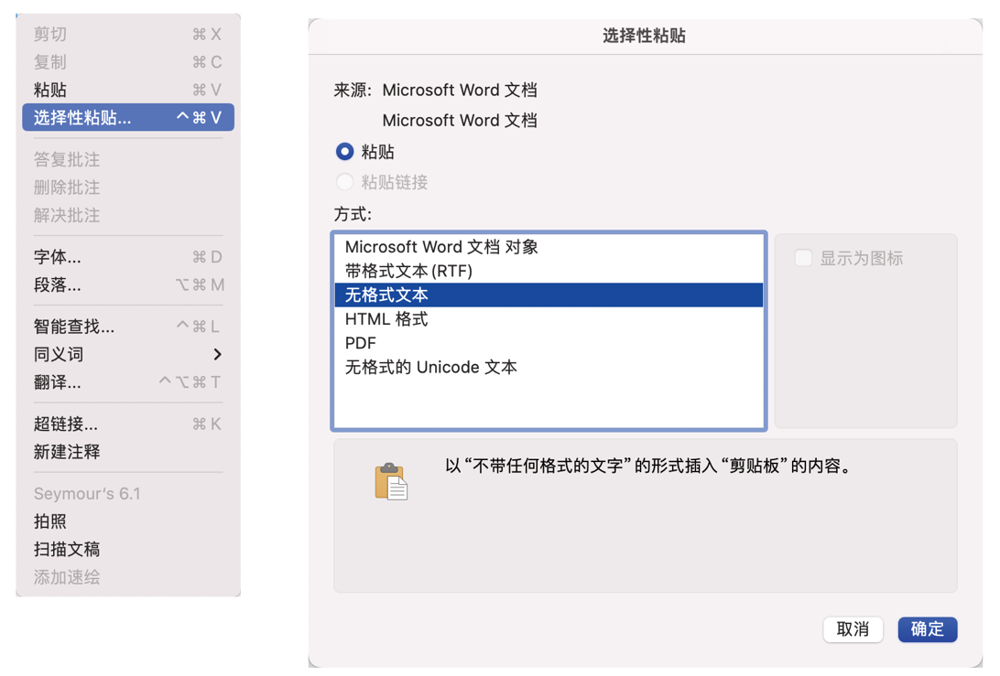 剪切 ⌘ X
复制 ⌘ C
粘贴 ⌘ V
选择性粘贴... ^ ⌘ V
答复批注
删除批注
解决批注
字体... ⌘ D
段落... ⌥ ⌘ M
智能查找... ^ ⌘ L
同义词
翻译... ^ ⌥ ⌘ T
超链接... ⌘ K
新建注释
Seymour‘s 6.1
拍照
扫描文稿
添加速绘
选择性粘贴
来源: Microsoft Word 文档
Microsoft Word 文档
粘贴
粘贴链接
方式:
Microsoft Word 文档 对象
带格式文本 (RTF)
无格式文本
HTML 格式
PDF
无格式的 Unicode 文本
显示为图标
以“不带任何格式的文字”的形式插入“剪贴板”的内容。
取消 确定